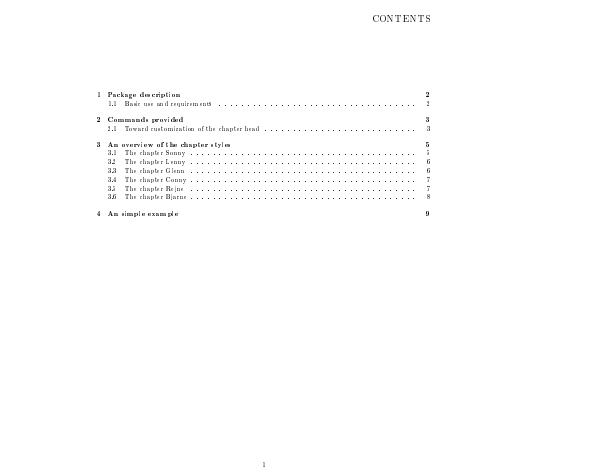 CONTENTS
1 Package description 2
1.1 Basic use and requirements . . . . . . . . . . . . . . . . . . . . . . . . . . . . . . 2
2 Commands provided 3
2.1 Toward customization of the chapter head . . . . . . . . . . . . . . . . . . . . . . . 3
3 An overview of the chapter styles 5
3.1 The chapter Sonny . . . . . . . . . . . . . . . . . . . . . . . . . . . . . . . . . . 5
3.2 The chapter Lenny . . . . . . . . . . . . . . . . . . . . . . . . . . . . . . . . . . 6
3.3 The chapter Glenn . . . . . . . . . . . . . . . . . . . . . . . . . . . . . . . . . . 6
3.4 The chapter Conny . . . . . . . . . . . . . . . . . . . . . . . . . . . . . . . . . . 7
3.5 The chapter Rejne . . . . . . . . . . . . . . . . . . . . . . . . . . . . . . . . . . 7
3.6 The chapter Bjarne . . . . . . . . . . . . . . . . . . . . . . . . . . . . . . . . . . 8
4 An simple example 9
1